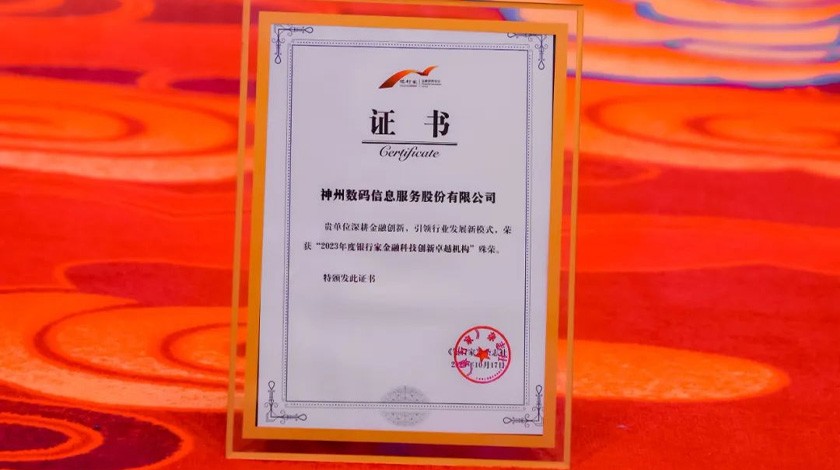 银行家
证 书
Certificate
神州数码信息服务股份有限公司
贵单位深耕金融创新，引领行业发展新模式，荣
获“2023年度银行家金融科技创新卓越机构”殊荣。
特颁发此证书